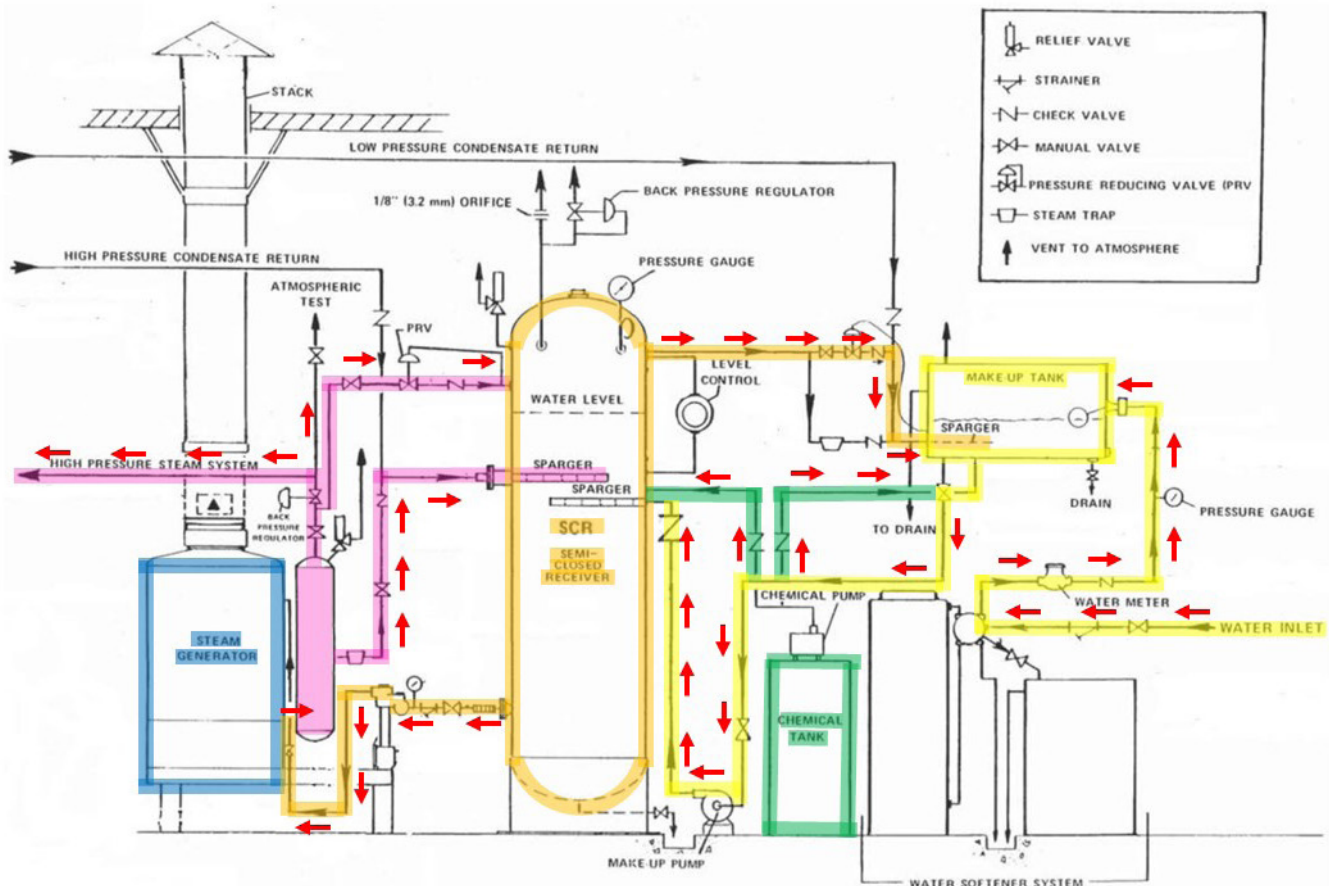 RELIEF VALVE
STRAINER
CHECK VALVE
MANUAL VALVE
PRESSURE REDUCING VALVE (PRV
STEAM TRAP
VENT TO ATMOSPHERE
STACK
LOW PRESSURE CONDENSATE RETURN
BACK PRESSURE REGULATOR
1/8" (3.2 mm) ORIFICE
HIGH PRESSURE CONDENSATE RETURN
PRESSURE GAUGE
ATMOSPHERIC
TEST
PRV
LEVEL
CONTROL
MAKE-UP TANK
WATER LEVEL
SPARGER
HIGH PRESSURE STEAM SYSTEM
SPARGER
SPARGER
DRAIN
PRESSURE GAUGE
BACK
PRESSURE
REGULATOR
TO DRAIN
SCR
SEMI-
CLOSED
RECEIVER
CHEMICAL PUMP
WATER METER
WATER INLET
STEAM
GENERATOR
CHEMICAL
TANK
MAKE-UP PUMP
WATER SOFTENER SYSTEM